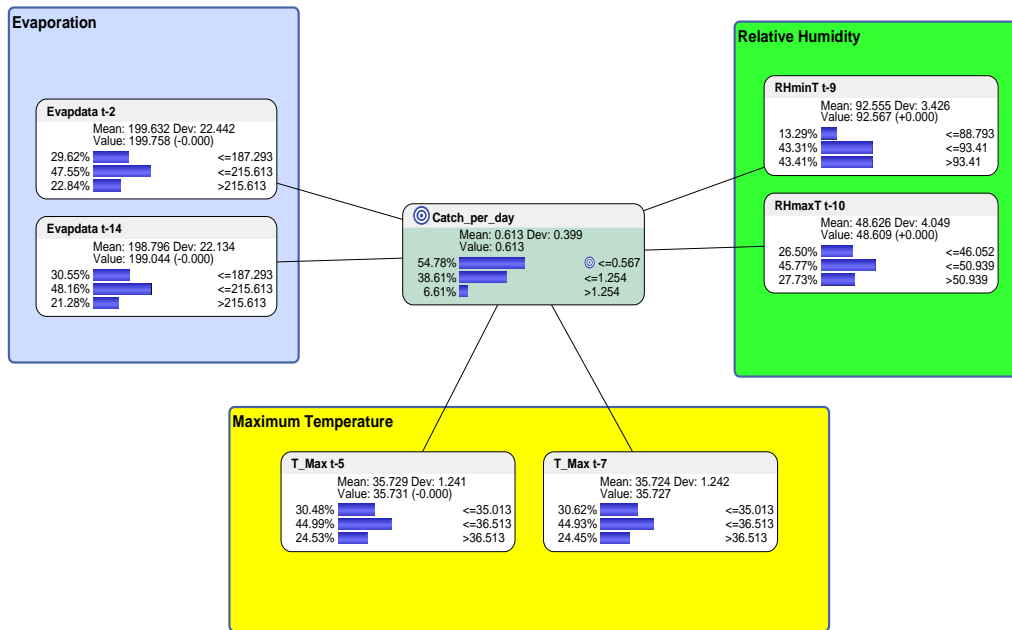 Evaporation
Evapdata t-2
Mean: 199.632 Dev: 22.442
Value: 199.758 (-0.000)
29.62% <=187.293
47.55% <=215.613
22.84% >215.613
Evapdata t-14
Mean: 198.796 Dev: 22.134
Value: 199.044 (-0.000)
30.55% <=187.293
48.16% <=215.613
21.28% >215.613
Catch_per_day
Mean: 0.613 Dev: 0.399
Value: 0.613
54.78% <=0.567
38.61% <=1.254
6.61% >1.254
Relative Humidity
RHminT t-9
Mean: 92.555 Dev: 3.426
Value: 92.567 (+0.000)
13.29% <=88.793
43.31% <=93.41
43.41% >93.41
RHmaxT t-10
Mean: 48.626 Dev: 4.049
Value: 48.609 (+0.000)
26.50% <=46.052
45.77% <=50.939
27.73% >50.939
Maximum Temperature
T_Max t-5
Mean: 35.729 Dev: 1.241
Value: 35.731 (-0.000)
30.48% <=35.013
44.99% <=36.513
24.53% >36.513
T_Max t-7
Mean: 35.724 Dev: 1.242
Value: 35.727
30.62% <=35.013
44.93% <=36.513
24.45% >36.513